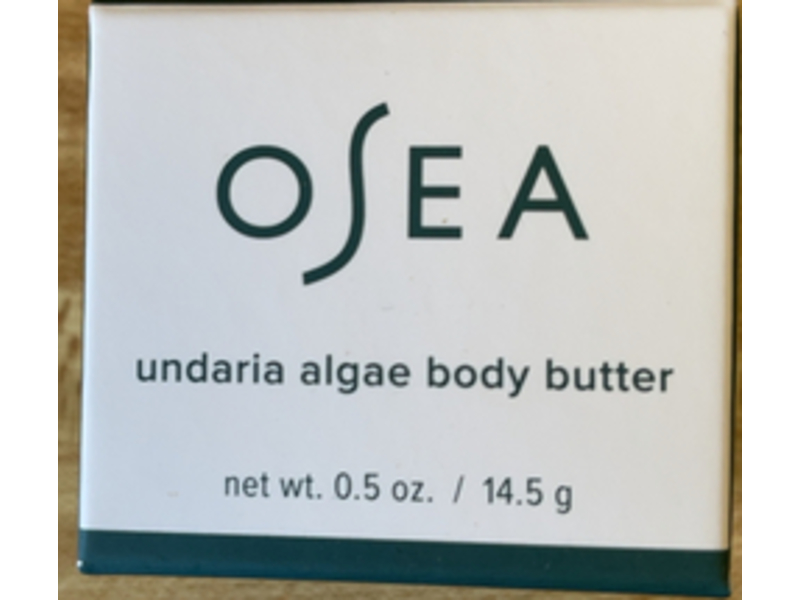 OSEA
undaria algae body butter
net wt. 0.5 oz. / 14.5 g